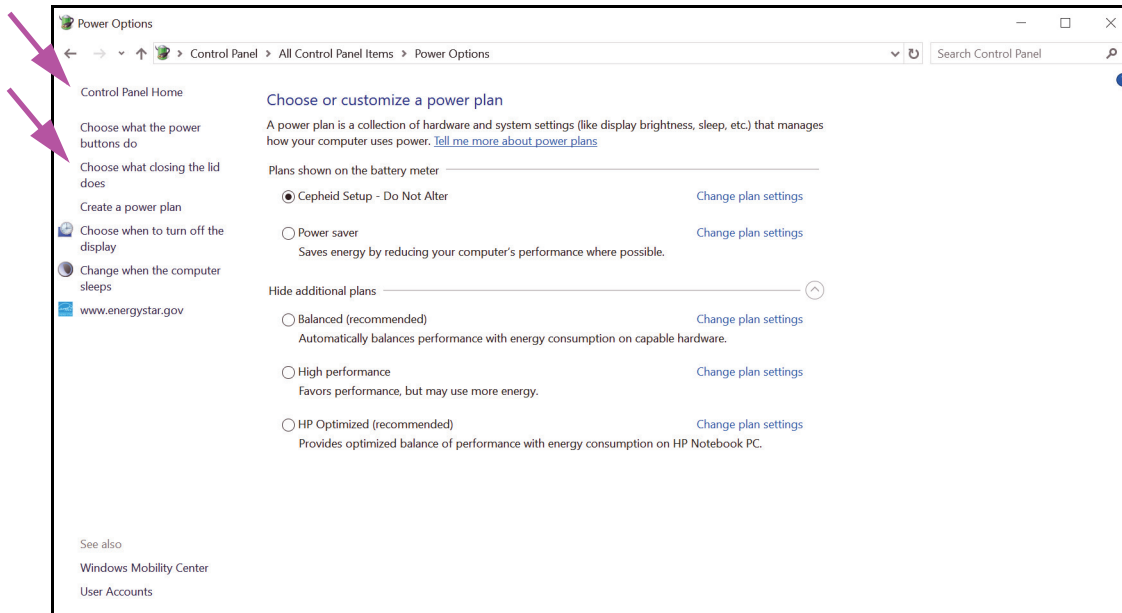 Power Options
Control Panel > All Control Panel Items > Power Options
Search Control Panel
Control Panel Home
Choose what the power
buttons do
Choose what closing the lid
does
Create a power plan
Choose when to turn off the
display
Change when the computer
sleeps
www.energystar.gov
Choose or customize a power plan
A power plan is a collection of hardware and system settings (like display brightness, sleep, etc.) that manages
how your computer uses power. Tell me more about power plans
Plans shown on the battery meter
Cepheid Setup - Do Not Alter Change plan settings
Power saver Change plan settings
Saves energy by reducing your computer's performance where possible.
Hide additional plans
Balanced (recommended) Change plan settings
Automatically balances performance with energy consumption on capable hardware.
High performance Change plan settings
Favors performance, but may use more energy.
HP Optimized (recommended) Change plan settings
Provides optimized balance of performance with energy consumption on HP Notebook PC.
See also
Windows Mobility Center
User Accounts